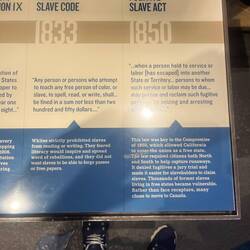 ON IX
SLAVE CODE
SLAVE ACT
1833
1850
"Any person or persons who attempt
to teach any free person of color, or
slave, to spell, read, or write, shall...
be fined in a sum not less than two
hundred and fifty dollars...."
"...when a person held to service or
labor [has escaped] into another
State or Territory... persons to whom
such service or labor may be due...
may pursue and reclaim such fugitive
by seizing and arresting
Whites strictly prohibited slaves
from reading or writing. They feared
literacy would inspire and spread
word of rebellions, and they did not
want slaves to be able to forge passes
or free papers.
This law was key to the Compromise
of 1850, which allowed California
to enter the union as a free state.
The law required citizens both North
and South to help capture runaways.
It denied fugitives a jury trial and
made it easier for slaveholders to claim
slaves. Thousands of former slaves
living in free states became vulnerable.
Rather than face recapture, many
chose to move to Canada.